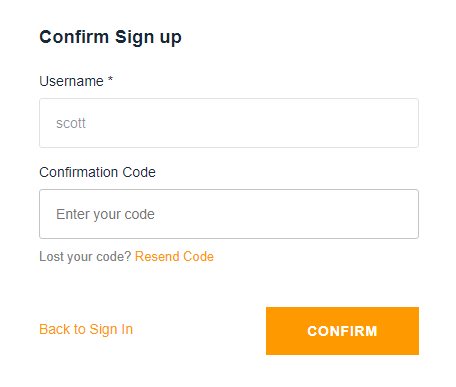 Confirm Sign up
Username *
scott
Confirmation Code
Enter your code
Lost your code? Resend Code
Back to Sign In
CONFIRM